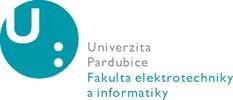 U:
Univerzita
Pardubice
Fakulta elektrotechniky
a informatiky